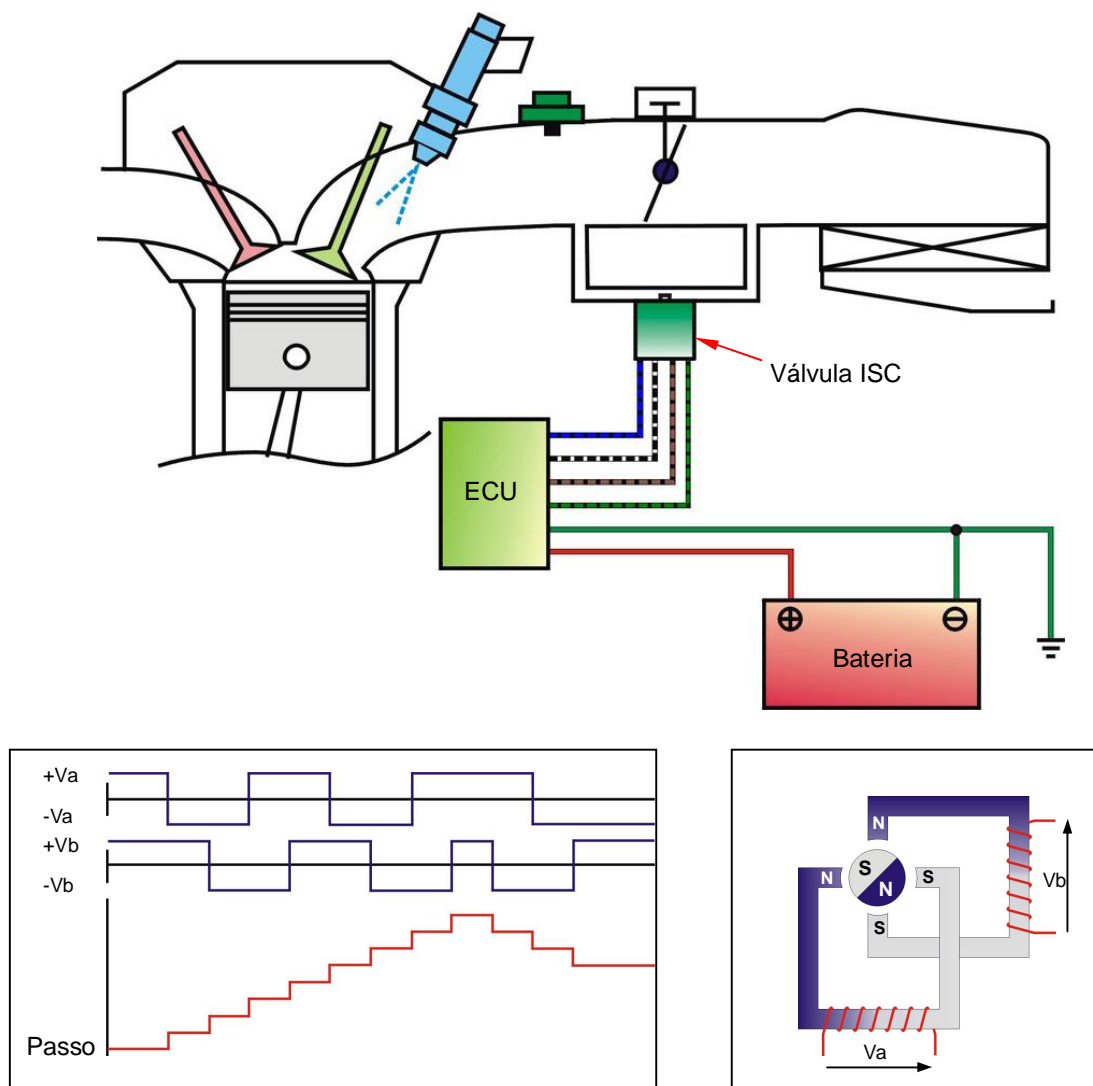 Válvula ISC
ECU
+
−
Bateria
+Va
-Va
+Vb
-Vb
Passo
N
N
S
S
N
S
Vb
Va